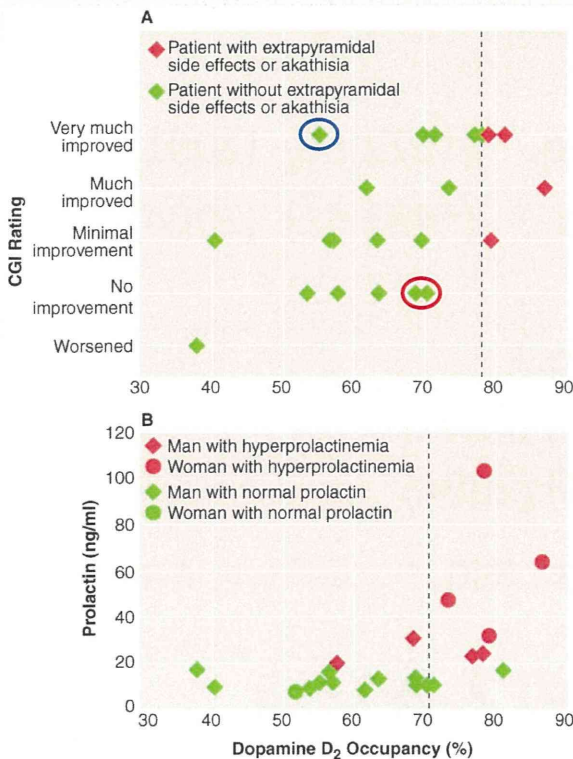 A
Patient with extrapyramidal
side effects or akathisia
Patient without extrapyramidal
side effects or akathisia
Very much
improved
Much
improved
Minimal
improvement
No
improvement
Worsened
CGI Rating
30 40 50 60 70 80 90
B
Man with hyperprolactinemia
Woman with hyperprolactinemia
Man with normal prolactin
Woman with normal prolactin
120
100
80
60
40
20
0
Prolactin (ng/ml)
30 40 50 60 70 80 90
Dopamine D2 Occupancy (%)